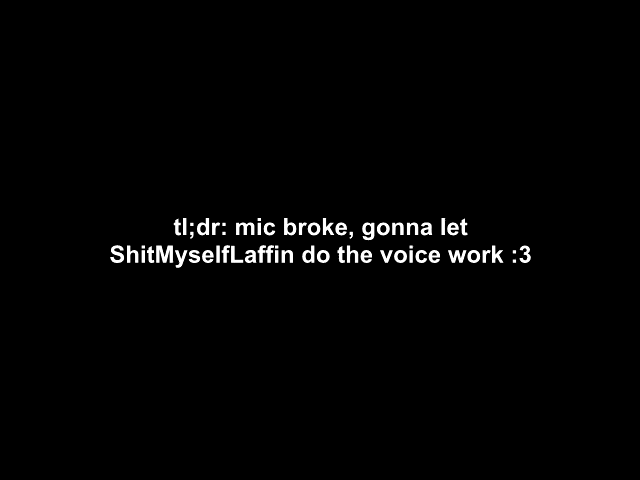 tl;dr: mic broke, gonna let
ShitMyselfLaffin do the voice work :3